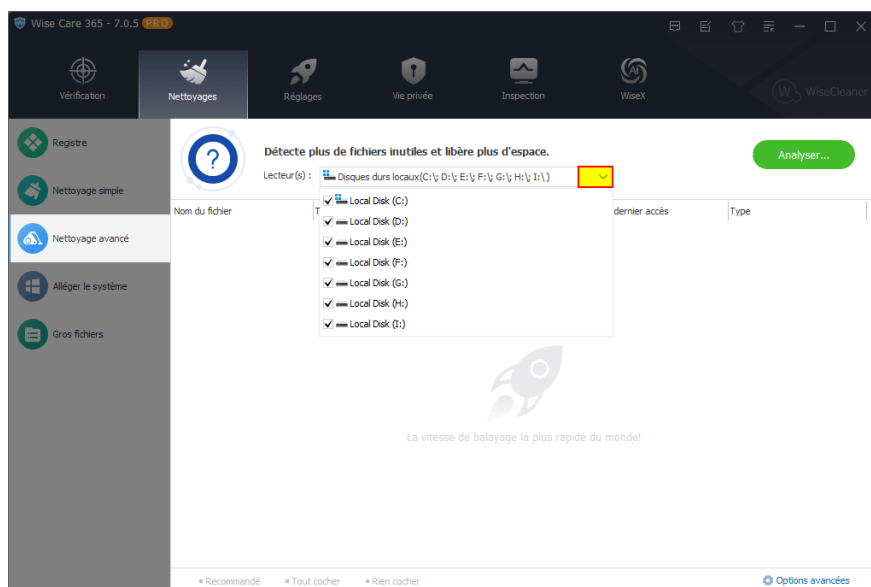 Wise Care 365 - 7.0.5 PRO
Vérification
Nettoyages
Réglages
Vie privée
Inspection
AI
WiseX
W WiseCleaner
Registre
Nettoyage simple
Nettoyage avancé
Alléger le système
Gros fichiers
?
Détecte plus de fichiers inutiles et libère plus d'espace.
Lecteur(s) : Disques durs locaux(C:\; D:\; E:\; F:\; G:\; H:\; I:\)
Analyser...
Nom du fichier T dernier accès Type
Local Disk (C:)
Local Disk (D:)
Local Disk (E:)
Local Disk (F:)
Local Disk (G:)
Local Disk (H:)
Local Disk (I:)
La vitesse de balayage la plus rapide du monde!
Recommandé Tout cocher Rien cocher
Options avancées